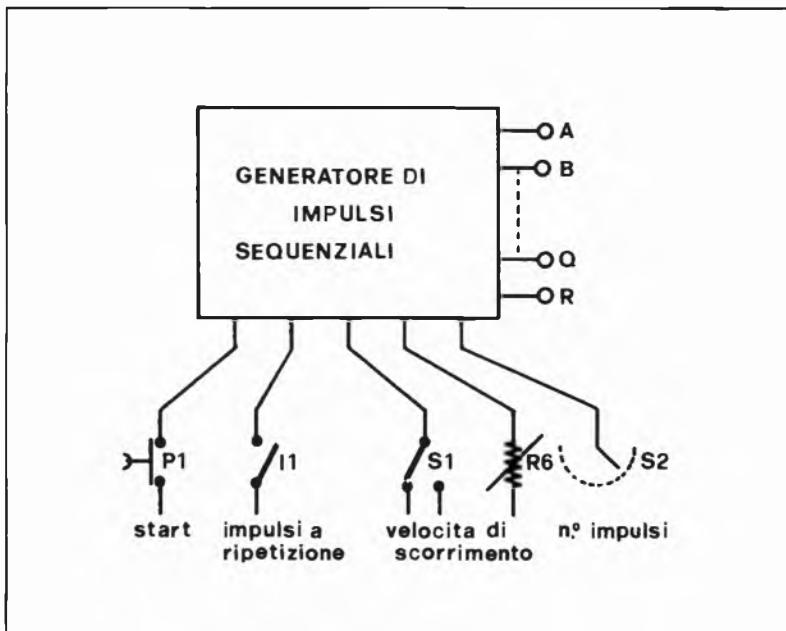 GENERATORE DI
IMPULSI
SEQUENZIALI
A
B
Q
R
P1
I1
S1
R6
S2
start
impulsi a
ripetizione
velocita di
scorrimento
n.° impulsi